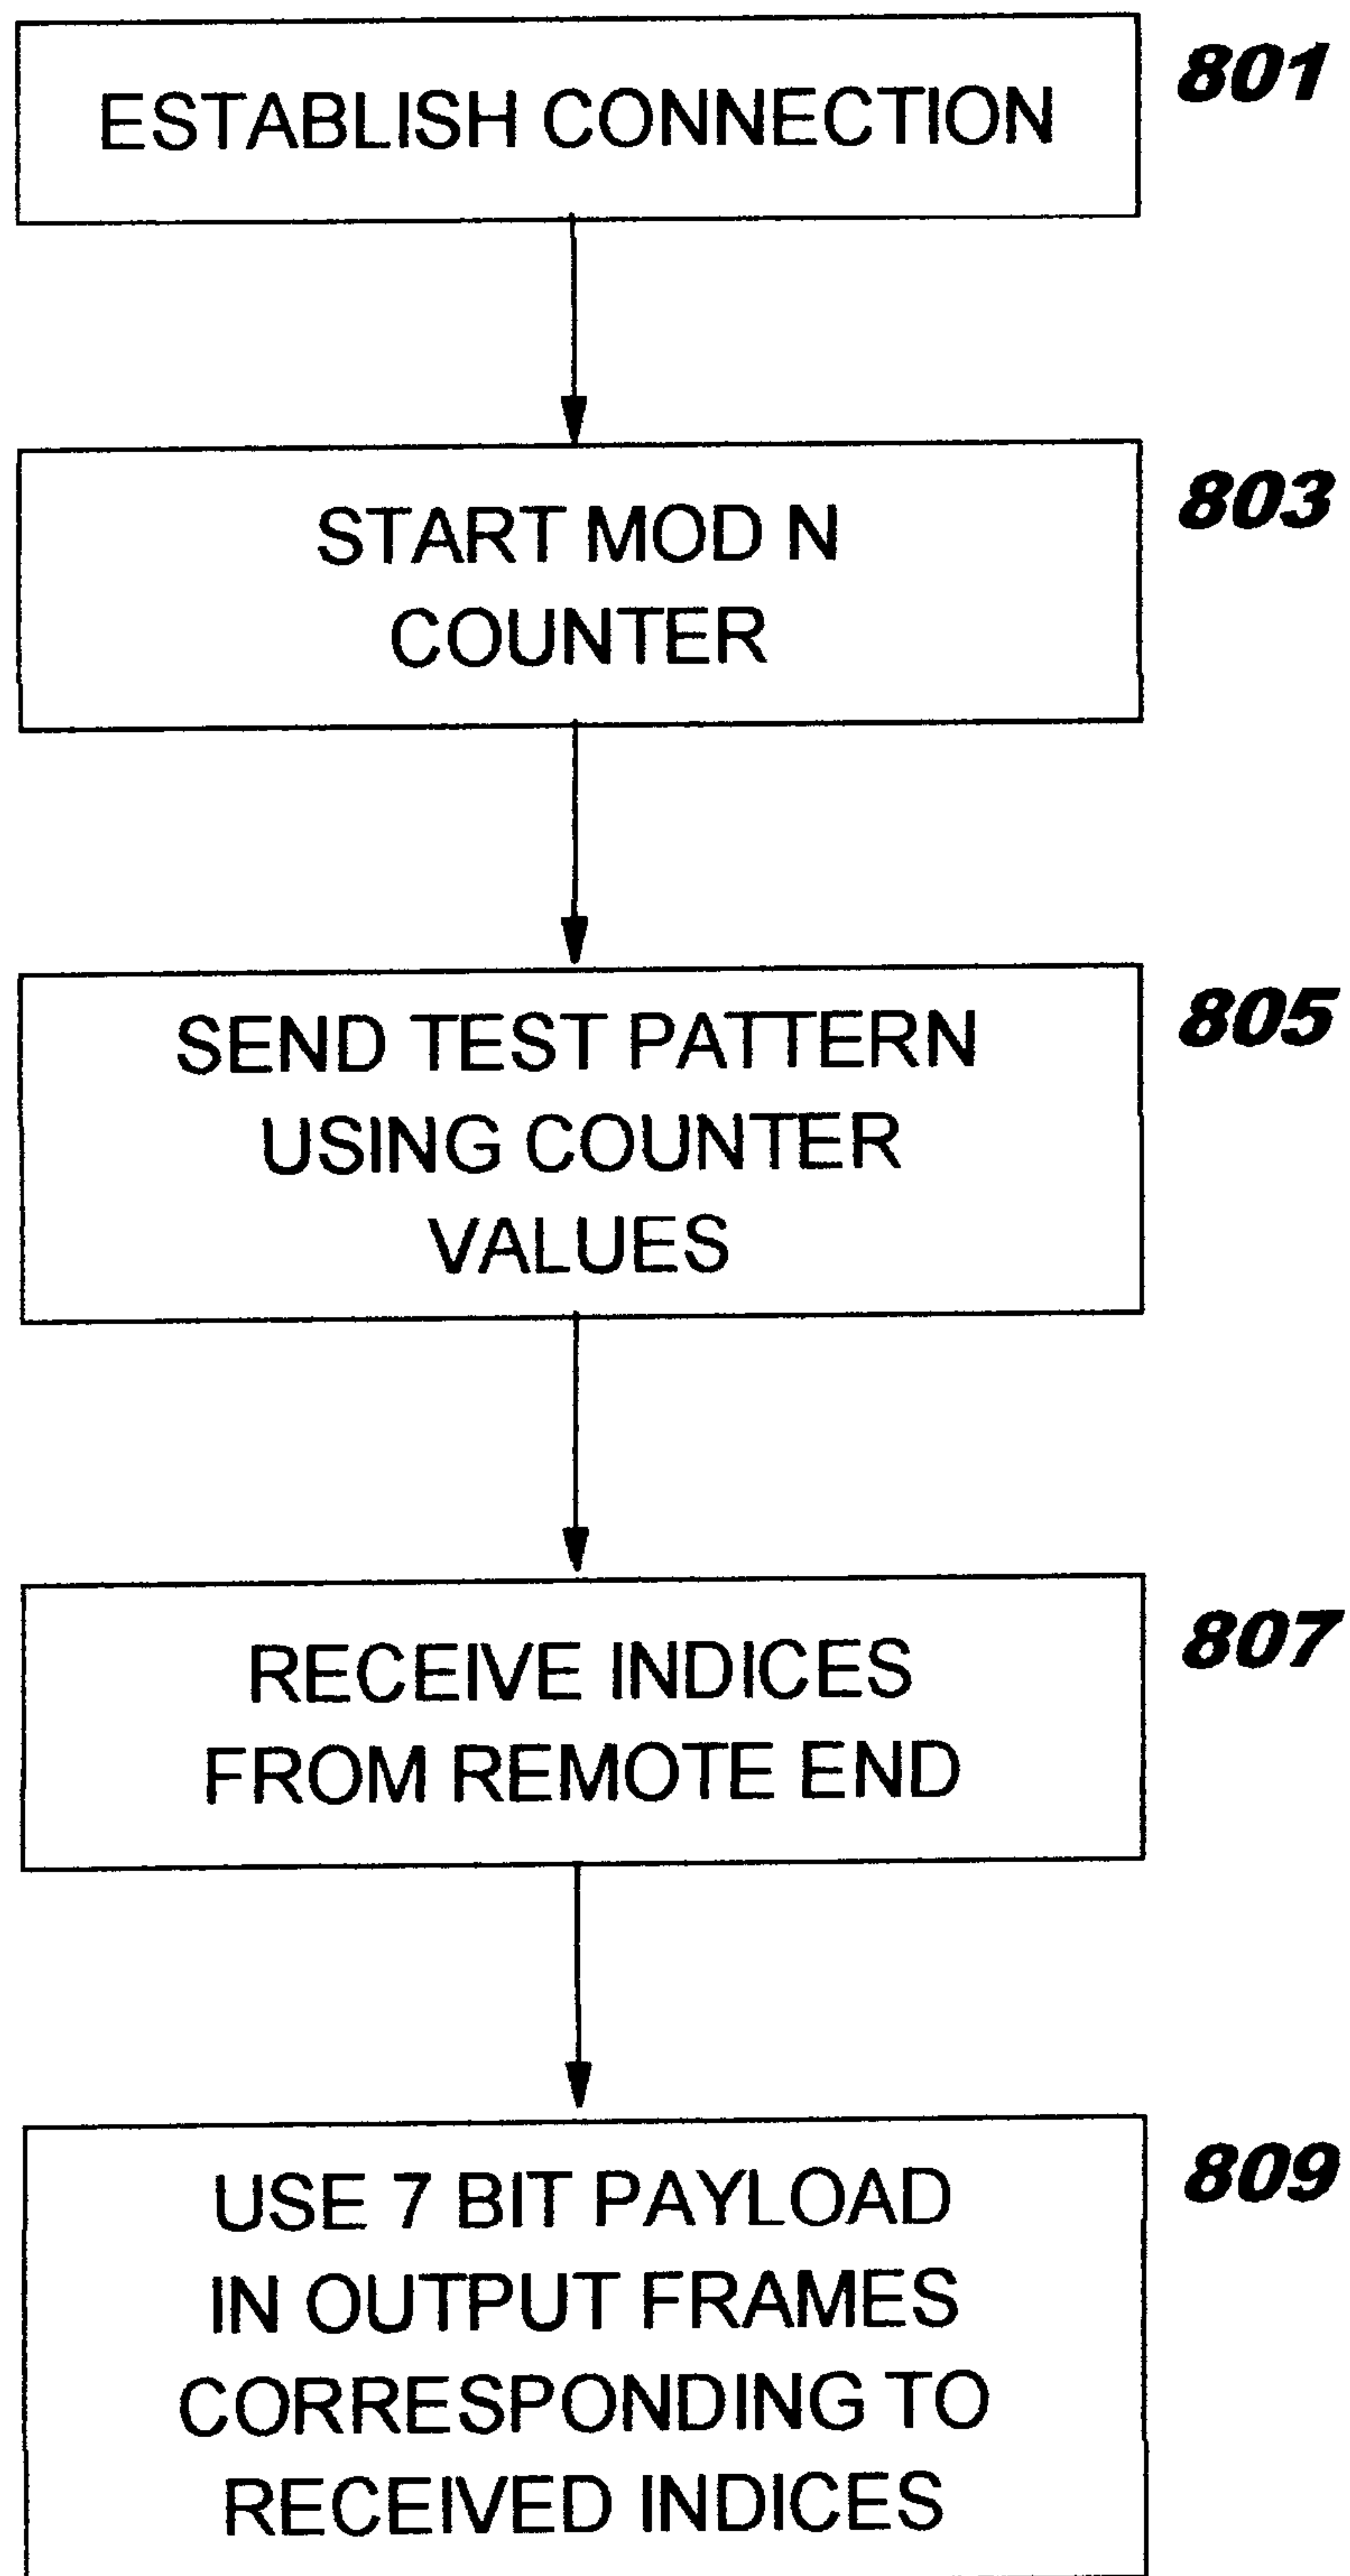 ESTABLISH CONNECTION
801
START MOD N
COUNTER
803
SEND TEST PATTERN
USING COUNTER
VALUES
805
RECEIVE INDICES
FROM REMOTE END
807
USE 7 BIT PAYLOAD
IN OUTPUT FRAMES
CORRESPONDING TO
RECEIVED INDICES
809